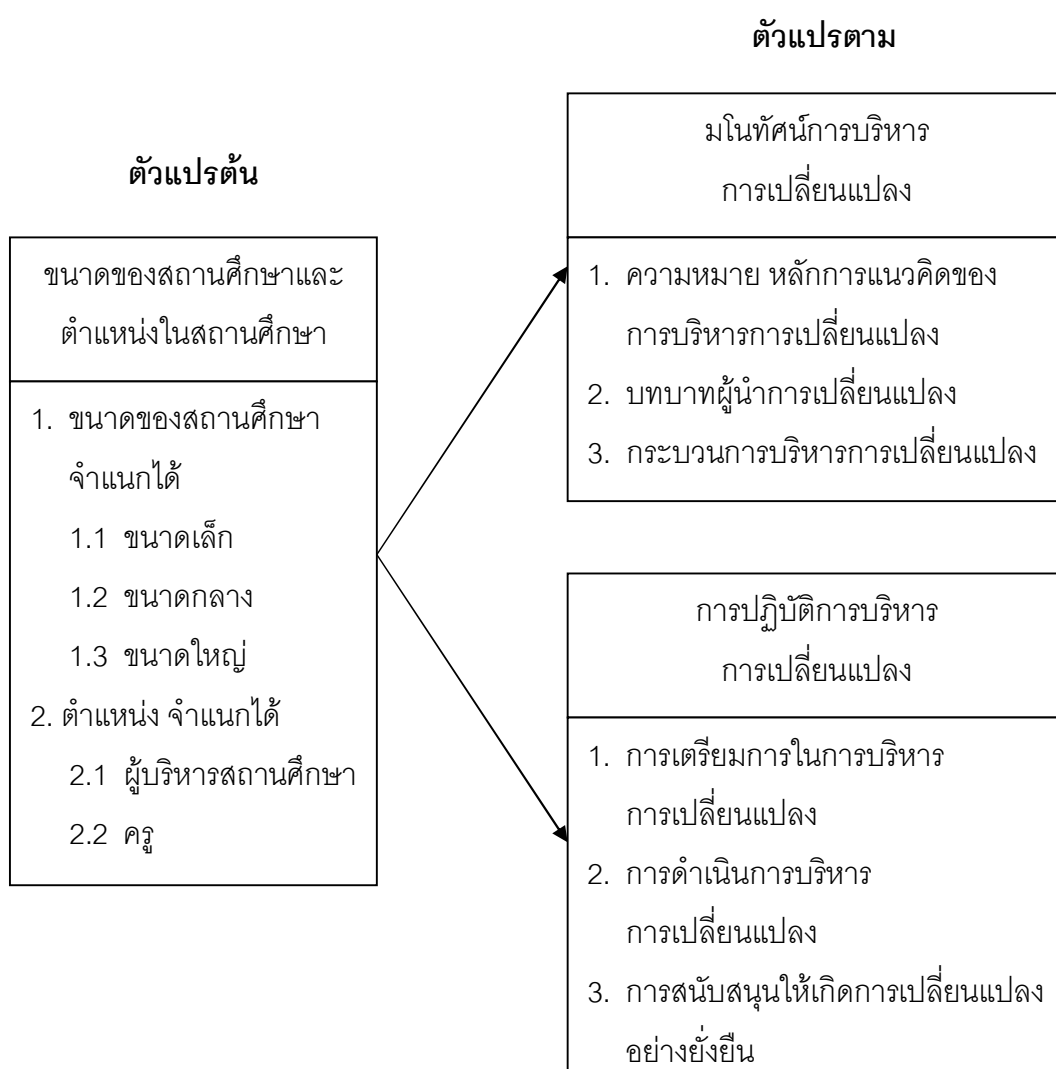 ตัวแปรต้น
ขนาดของสถานศึกษาและ
ตำแหน่งในสถานศึกษา
1. ขนาดของสถานศึกษา
จำแนกได้
1.1 ขนาดเล็ก
1.2 ขนาดกลาง
1.3 ขนาดใหญ่
2. ตำแหน่ง จำแนกได้
2.1 ผู้บริหารสถานศึกษา
2.2 ครู
ตัวแปรตาม
มโนทัศน์การบริหาร
การเปลี่ยนแปลง
1. ความหมาย หลักการแนวคิดของ
การบริหารการเปลี่ยนแปลง
2. บทบาทผู้นำการเปลี่ยนแปลง
3. กระบวนการบริหารการเปลี่ยนแปลง
การปฏิบัติการบริหาร
การเปลี่ยนแปลง
1. การเตรียมการในการบริหาร
การเปลี่ยนแปลง
2. การดำเนินการบริหาร
การเปลี่ยนแปลง
3. การสนับสนุนให้เกิดการเปลี่ยนแปลง
อย่างยั่งยืน